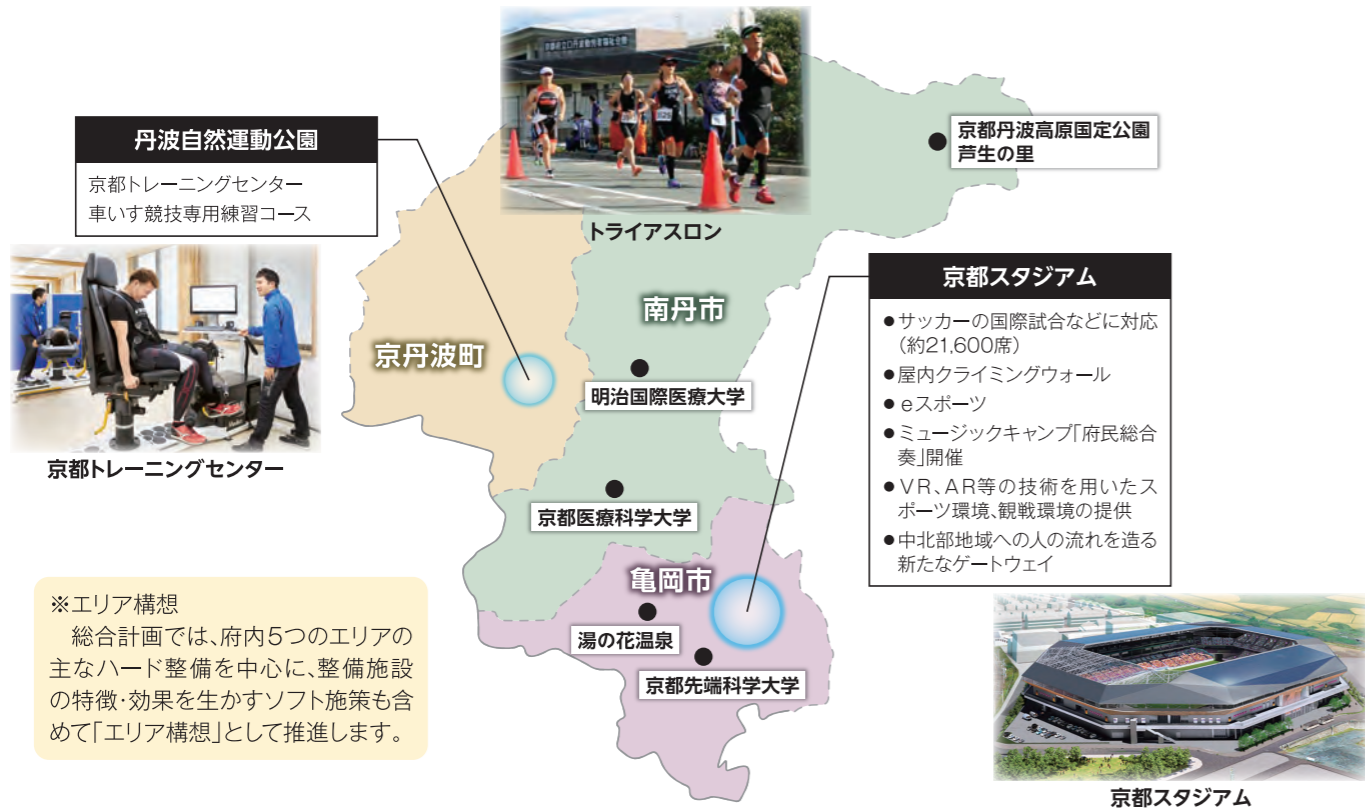 丹波自然運動公園
京都トレーニングセンター
車いす競技専用練習コース
京都トレーニングセンター
トライアスロン
京都丹波高原国定公園
芦生の里
南丹市
京丹波町
明治国際医療大学
京都医療科学大学
亀岡市
湯の花温泉
京都先端科学大学
京都スタジアム
●サッカーの国際試合などに対応
(約21,600席)
●屋内クライミングウォール
●eスポーツ
●ミュージックキャンプ「府民総合
奏」開催
●VR、AR等の技術を用いたス
ポーツ環境、観戦環境の提供
●中北部地域への人の流れを造る
新たなゲートウェイ
京都スタジアム
※エリア構想
総合計画では、府内5つのエリアの
主なハード整備を中心に、整備施設
の特徴・効果を生かすソフト施策も含
めて「エリア構想」として推進します。